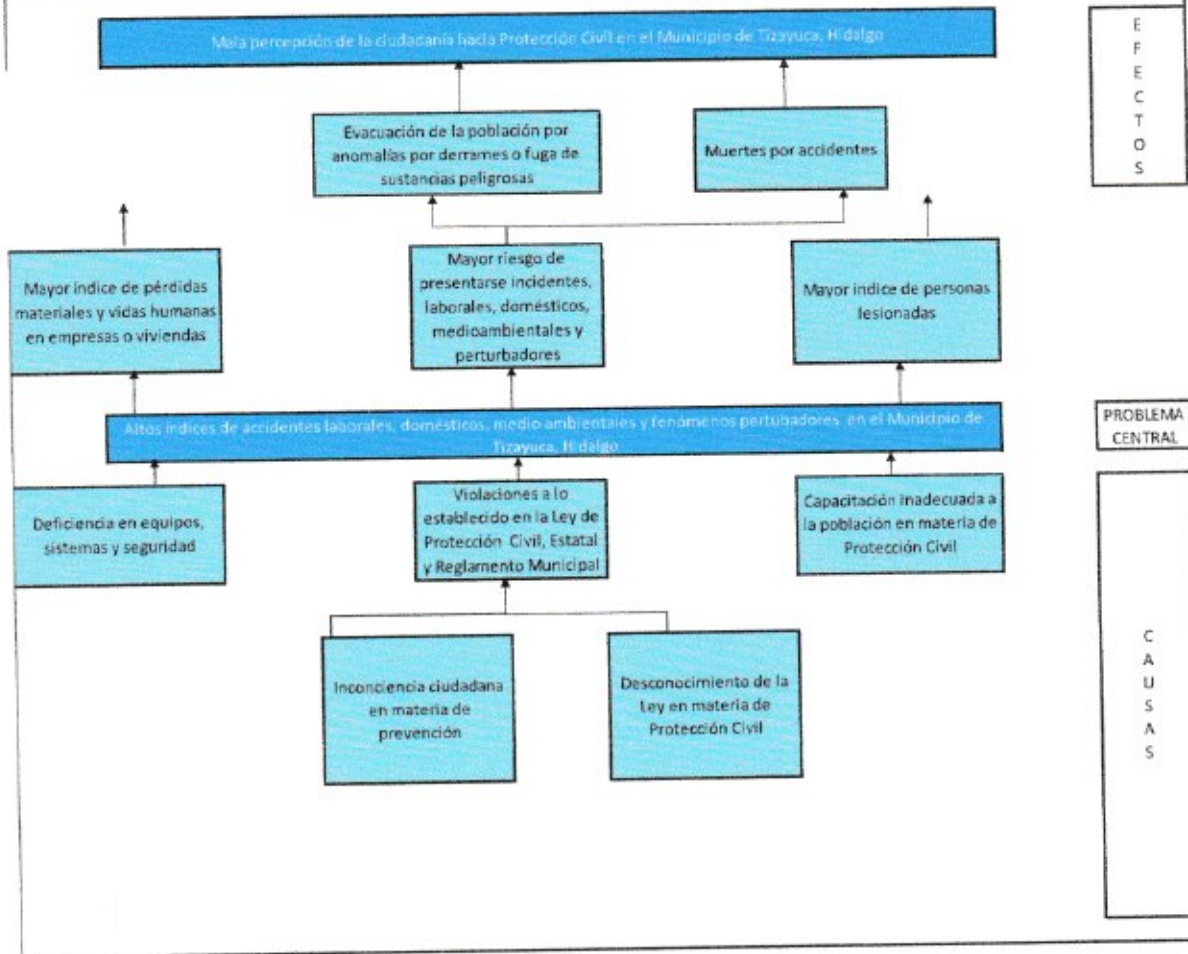 Mala percepción de la ciudadanía hacia Protección Civil en el Municipio de Tizayuca, Hidalgo
E
F
E
C
T
O
S
Evacuación de la población por
anomalías por derrames o fuga de
sustancias peligrosas
Muertes por accidentes
Mayor índice de pérdidas
materiales y vidas humanas
en empresas o viviendas
Mayor riesgo de
presentarse incidentes,
laborales, domésticos,
medioambientales y
perturbadores
Mayor indice de personas
lesionadas
Altos índices de accidentes laborales, domésticos, medio ambientales y fenómenos pertubadores en el Municipio de
Tizayuca, Hidalgo
PROBLEMA
CENTRAL
Deficiencia en equipos,
sistemas y seguridad
Violaciones a lo
establecido en la Ley de
Protección Civil, Estatal
y Reglamento Municipal
Capacitación Inadecuada a
la población en materia de
Protección Civil
Inconciencia ciudadana
en materia de
prevención
Desconocimiento de la
Ley en materia de
Protección Civil
C
A
U
S
A
S